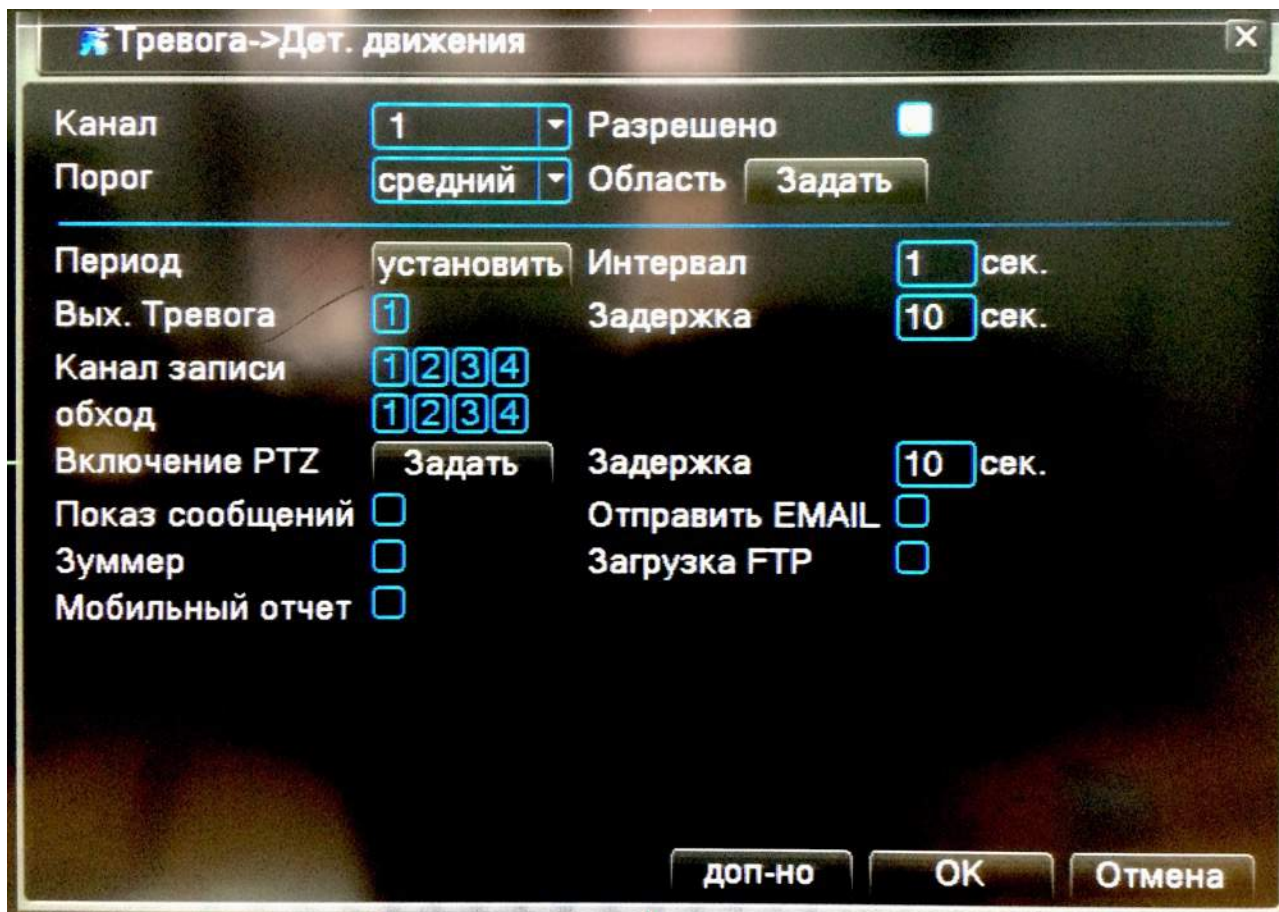 Тревога->Дет. движения
Канал 1 Разрешено
Порог средний Область Задать
Период установить Интервал 1 сек.
Вых. Тревога 1 Задержка 10 сек.
Канал записи 1 2 3 4
обход 1 2 3 4
Включение PTZ Задать Задержка 10 сек.
Показ сообщений Отправить EMAIL
Зуммер Загрузка FTP
Мобильный отчет
доп-но ОК Отмена